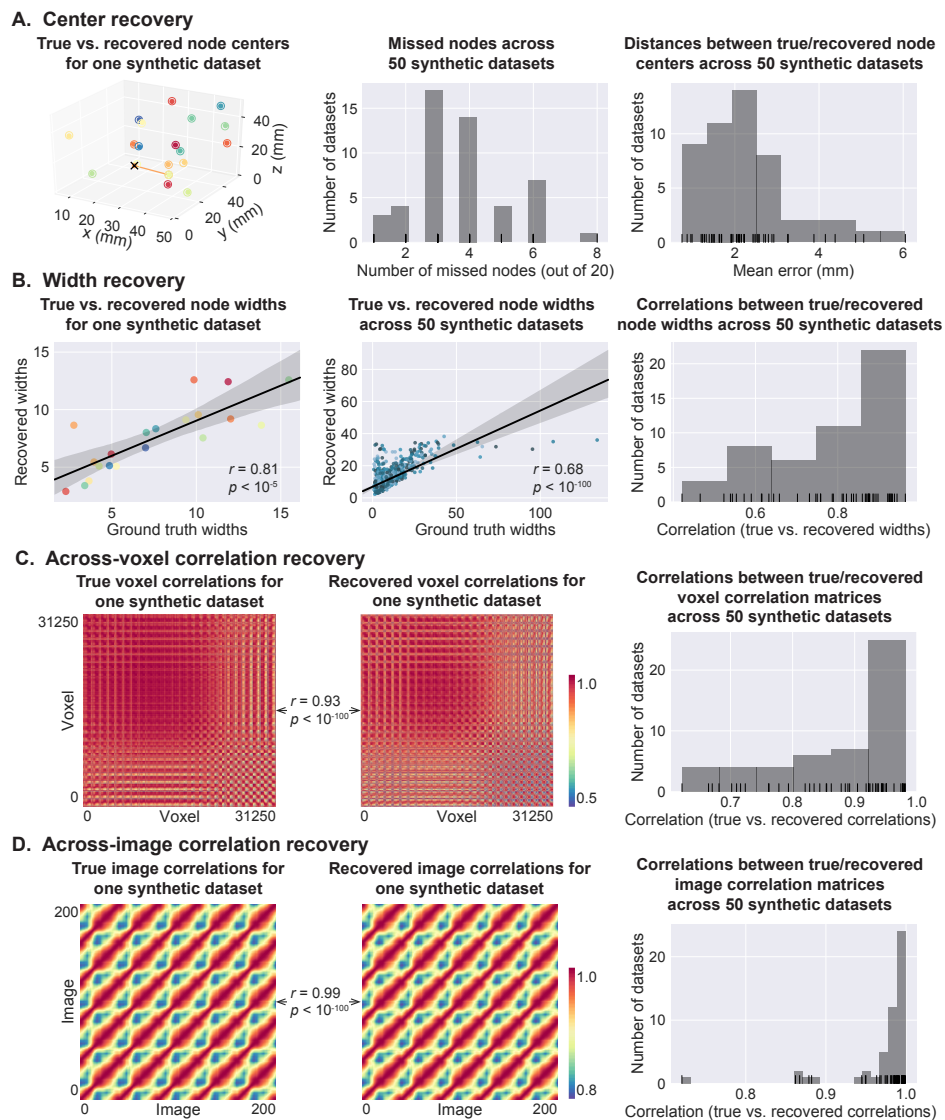 A. Center recovery
True vs. recovered node centers
for one synthetic dataset
40
20
0
z (mm)
10
20
30
40
50
x (mm)
0
20
40
y (mm)
Missed nodes across
50 synthetic datasets
Number of datasets
15
10
5
0
2
4
6
8
Number of missed nodes (out of 20)
Distances between true/recovered node
centers across 50 synthetic datasets
Number of datasets
10
5
0
2
4
6
Mean error (mm)
B. Width recovery
True vs. recovered node widths
for one synthetic dataset
Recovered widths
15
10
5
r = 0.81
p < 10⁻⁵
5
10
15
Ground truth widths
True vs. recovered node widths
across 50 synthetic datasets
Recovered widths
80
60
40
20
0
r = 0.68
p < 10⁻¹⁰⁰
0
50
100
Ground truth widths
Correlations between true/recovered
node widths across 50 synthetic datasets
Number of datasets
20
15
10
5
0
0.6
0.8
Correlation (true vs. recovered widths)
C. Across-voxel correlation recovery
True voxel correlations for
one synthetic dataset
31250
Voxel
0
0
Voxel
31250
r = 0.93
p < 10⁻¹⁰⁰
Recovered voxel correlations for
one synthetic dataset
0
Voxel
31250
1.0
0.5
Correlations between true/recovered
voxel correlation matrices
across 50 synthetic datasets
Number of datasets
20
10
0
0.7
0.8
0.9
1.0
Correlation (true vs. recovered correlations)
D. Across-image correlation recovery
True image correlations for
one synthetic dataset
200
Image
0
0
Image
200
r = 0.99
p < 10⁻¹⁰⁰
Recovered image correlations for
one synthetic dataset
0
Image
200
1.0
0.8
Correlations between true/recovered
image correlation matrices
across 50 synthetic datasets
Number of datasets
20
10
0
0.8
0.9
1.0
Correlation (true vs. recovered correlations)